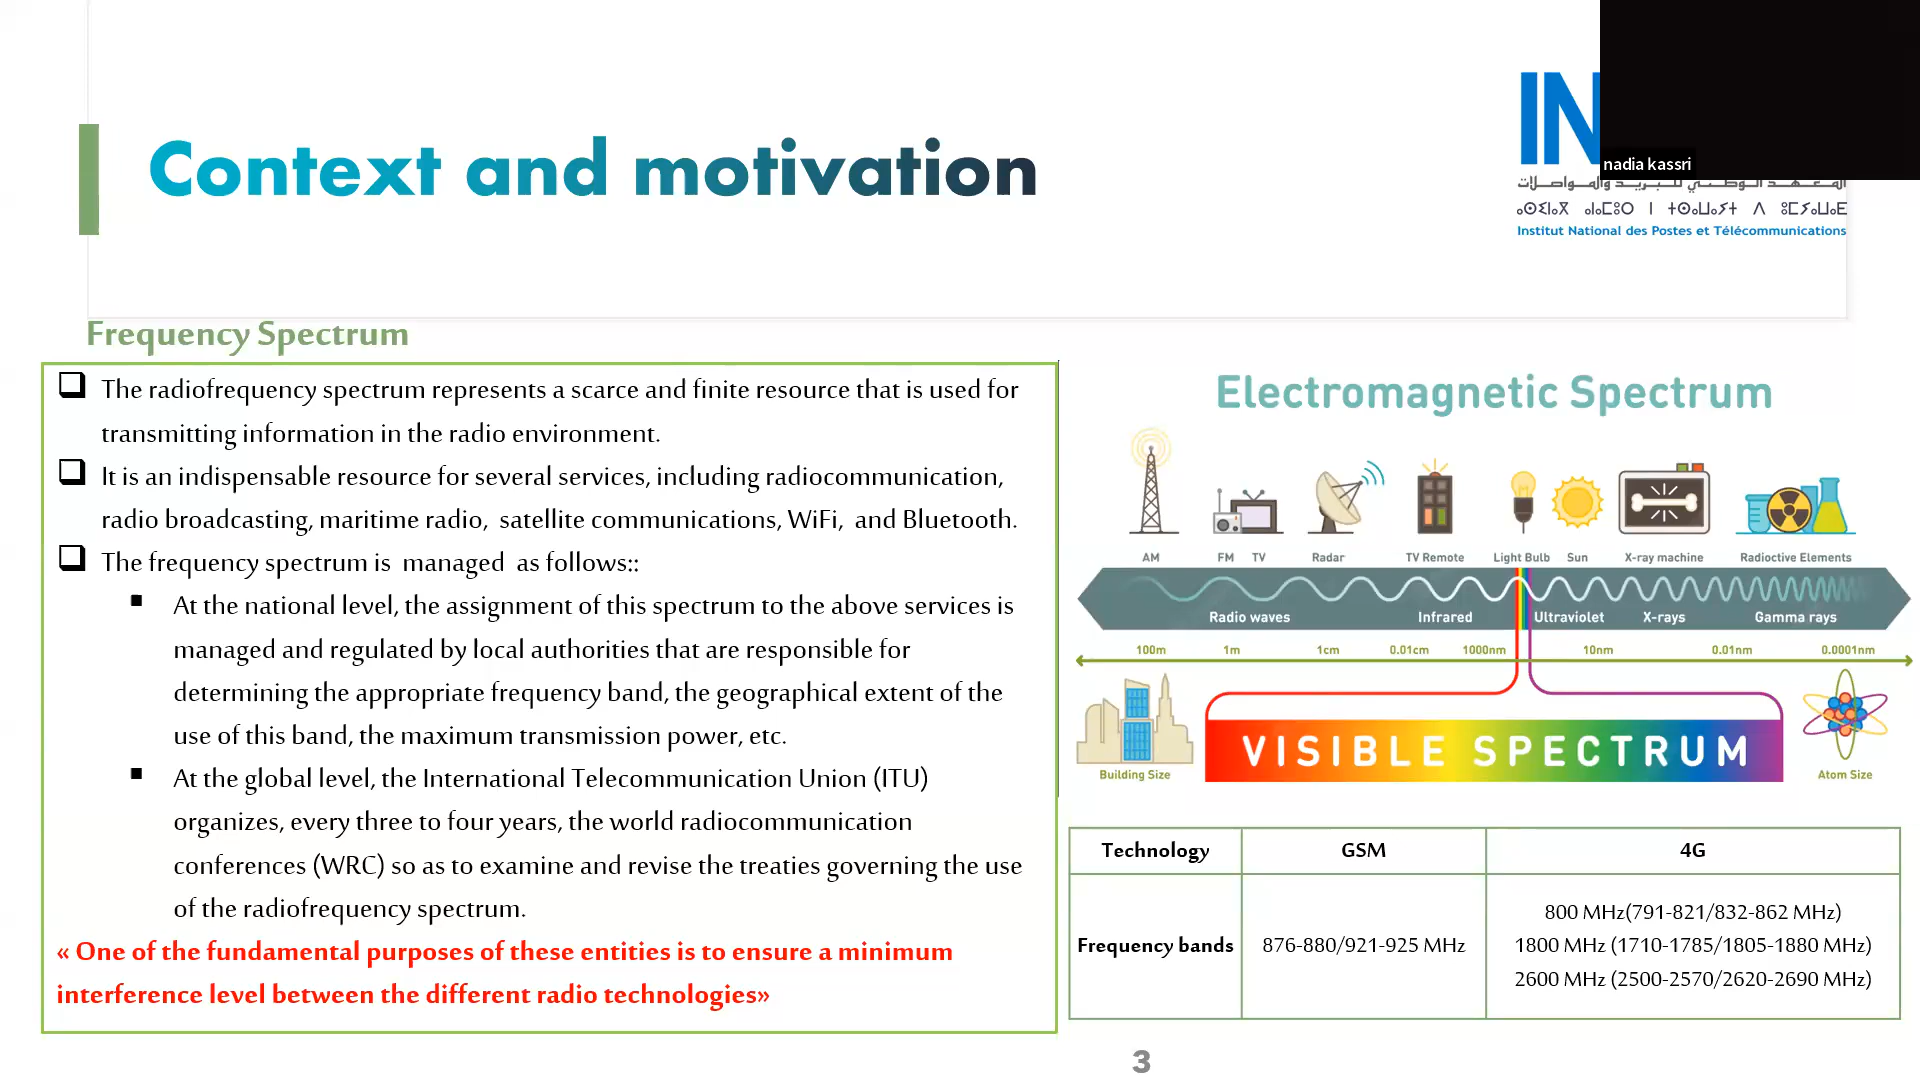 Context and motivation
IN
nadia kassri
المعهد الوطني للبريد والمواصلات
ⴰⵙⵉⵏⴰⴳ ⴰⵏⴰⵎⵓⵔ ⵏ ⵜⵙⴰⵡⴰⵢⵜ ⴷ ⵓⵎⵢⴰⵡⴰⴹ
Institut National des Postes et Télécommunications
Frequency Spectrum
The radiofrequency spectrum represents a scarce and finite resource that is used for
transmitting information in the radio environment.
It is an indispensable resource for several services, including radiocommunication,
radio broadcasting, maritime radio, satellite communications, WiFi, and Bluetooth.
The frequency spectrum is managed as follows::
At the national level, the assignment of this spectrum to the above services is
managed and regulated by local authorities that are responsible for
determining the appropriate frequency band, the geographical extent of the
use of this band, the maximum transmission power, etc.
At the global level, the International Telecommunication Union (ITU)
organizes, every three to four years, the world radiocommunication
conferences (WRC) so as to examine and revise the treaties governing the use
of the radiofrequency spectrum.
« One of the fundamental purposes of these entities is to ensure a minimum
interference level between the different radio technologies»
Electromagnetic Spectrum
AM FM TV Radar TV Remote Light Bulb Sun X-ray machine Radioctive Elements
Radio waves Infrared Ultraviolet X-rays Gamma rays
100m 1m 1cm 0.01cm 1000nm 10nm 0.01nm 0.0001nm
VISIBLE SPECTRUM
Building Size Atom Size
Technology GSM 4G
800 MHz(791-821/832-862 MHz)
Frequency bands 876-880/921-925 MHz 1800 MHz (1710-1785/1805-1880 MHz)
2600 MHz (2500-2570/2620-2690 MHz)
3